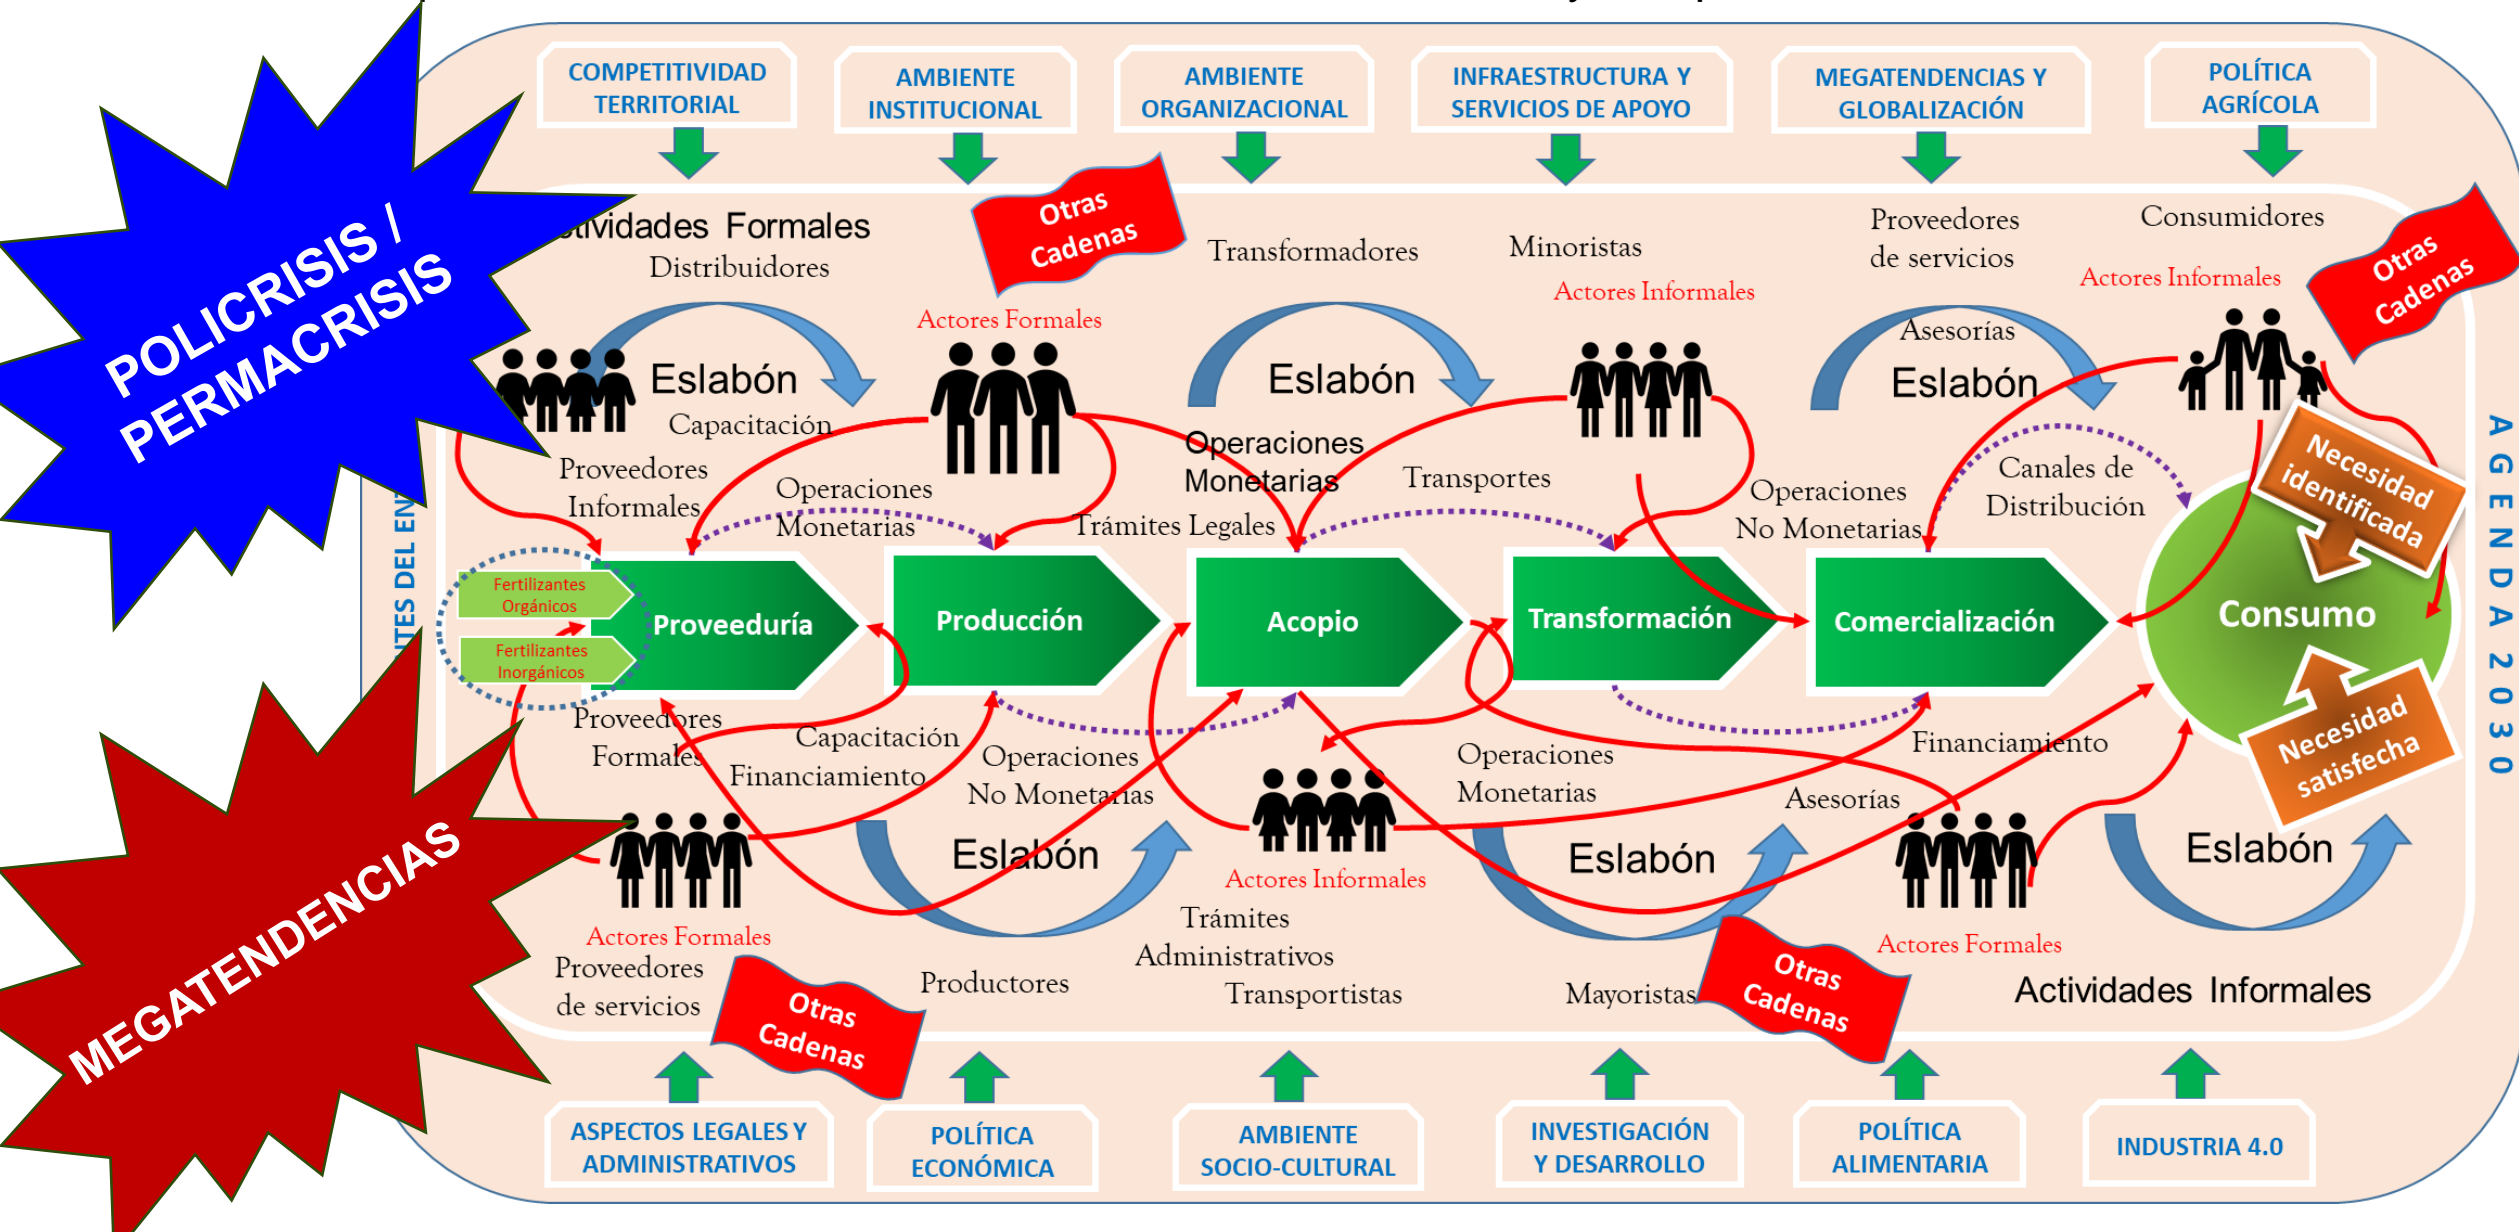 COMPETITIVIDAD
TERRITORIAL
AMBIENTE
INSTITUCIONAL
AMBIENTE
ORGANIZACIONAL
INFRAESTRUCTURA Y
SERVICIOS DE APOYO
MEGATENDENCIAS Y
GLOBALIZACIÓN
POLÍTICA
AGRÍCOLA
POLICRISIS /
PERMACRISIS
MEGATENDENCIAS
Formales
Distribuidores
Otras
Cadenas
Transformadores
Minoristas
Proveedores
de servicios
Consumidores
Otras
Cadenas
Actores Formales
Actores Informales
Actores Informales
Eslabón
Capacitación
Eslabón
Asesorías
Eslabón
Proveedores
Informales
Operaciones
Monetarias
Operaciones
Monetarias
Trámites Legales
Transportes
Operaciones
No Monetarias
Canales de
Distribución
Necesidad
identificada
AGENDA 2030
DEL
Fertilizantes
Orgánicos
Fertilizantes
Inorgánicos
Proveeduría
Producción
Acopio
Transformación
Comercialización
Consumo
Necesidad
satisfecha
Proveedores
Formales
Capacitación
Financiamiento
Operaciones
No Monetarias
Operaciones
Monetarias
Financiamiento
Asesorías
Eslabón
Eslabón
Eslabón
Actores Formales
Proveedores
de servicios
Otras
Cadenas
Productores
Actores Informales
Trámites
Administrativos
Transportistas
Mayoristas
Otras
Cadenas
Actores Formales
Actividades Informales
ASPECTOS LEGALES Y
ADMINISTRATIVOS
POLÍTICA
ECONÓMICA
AMBIENTE
SOCIO-CULTURAL
INVESTIGACIÓN
Y DESARROLLO
POLÍTICA
ALIMENTARIA
INDUSTRIA 4.0